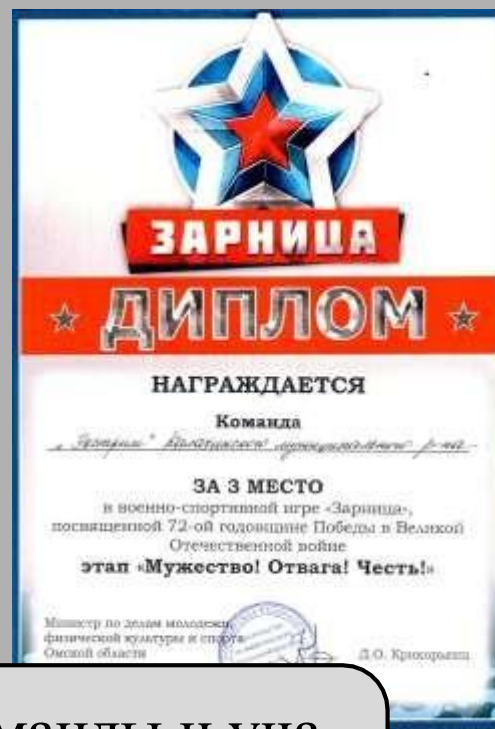 ЗАРНИЦА
ДИПЛОМ
НАГРАЖДАЕТСЯ
Команда
ЗА 3 МЕСТО
в военно-спортивной игре «Зарница»,
посвященной 72-ой годовщине Победы в Великой
Отечественной войне
этап «Мужество! Отвага! Честь!»
Министр по делам молодежи,
физической культуры и спорта
Омской области
Д.О. Крикорьянц